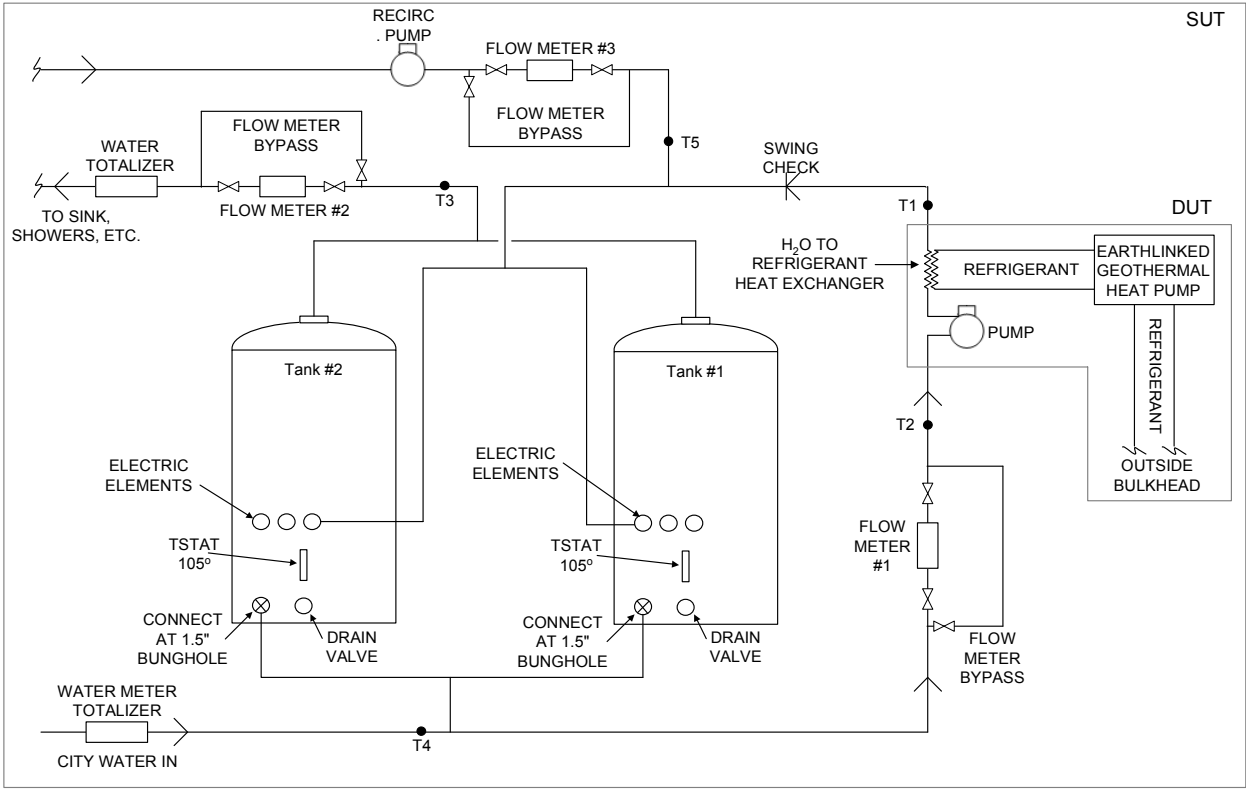 SUT
RECIRC
. PUMP
FLOW METER #3
FLOW METER
BYPASS
T5
WATER
TOTALIZER
FLOW METER
BYPASS
FLOW METER #2
T3
TO SINK,
SHOWERS, ETC.
SWING
CHECK
T1
DUT
H₂O TO
REFRIGERANT
HEAT EXCHANGER
REFRIGERANT
EARTHLINKED
GEOTHERMAL
HEAT PUMP
PUMP
REFRIGERANT
OUTSIDE
BULKHEAD
T2
Tank #2
Tank #1
ELECTRIC
ELEMENTS
ELECTRIC
ELEMENTS
TSTAT
105º
TSTAT
105º
CONNECT
AT 1.5"
BUNGHOLE
DRAIN
VALVE
CONNECT
AT 1.5"
BUNGHOLE
DRAIN
VALVE
FLOW
METER
#1
FLOW
METER
BYPASS
WATER METER
TOTALIZER
CITY WATER IN
T4